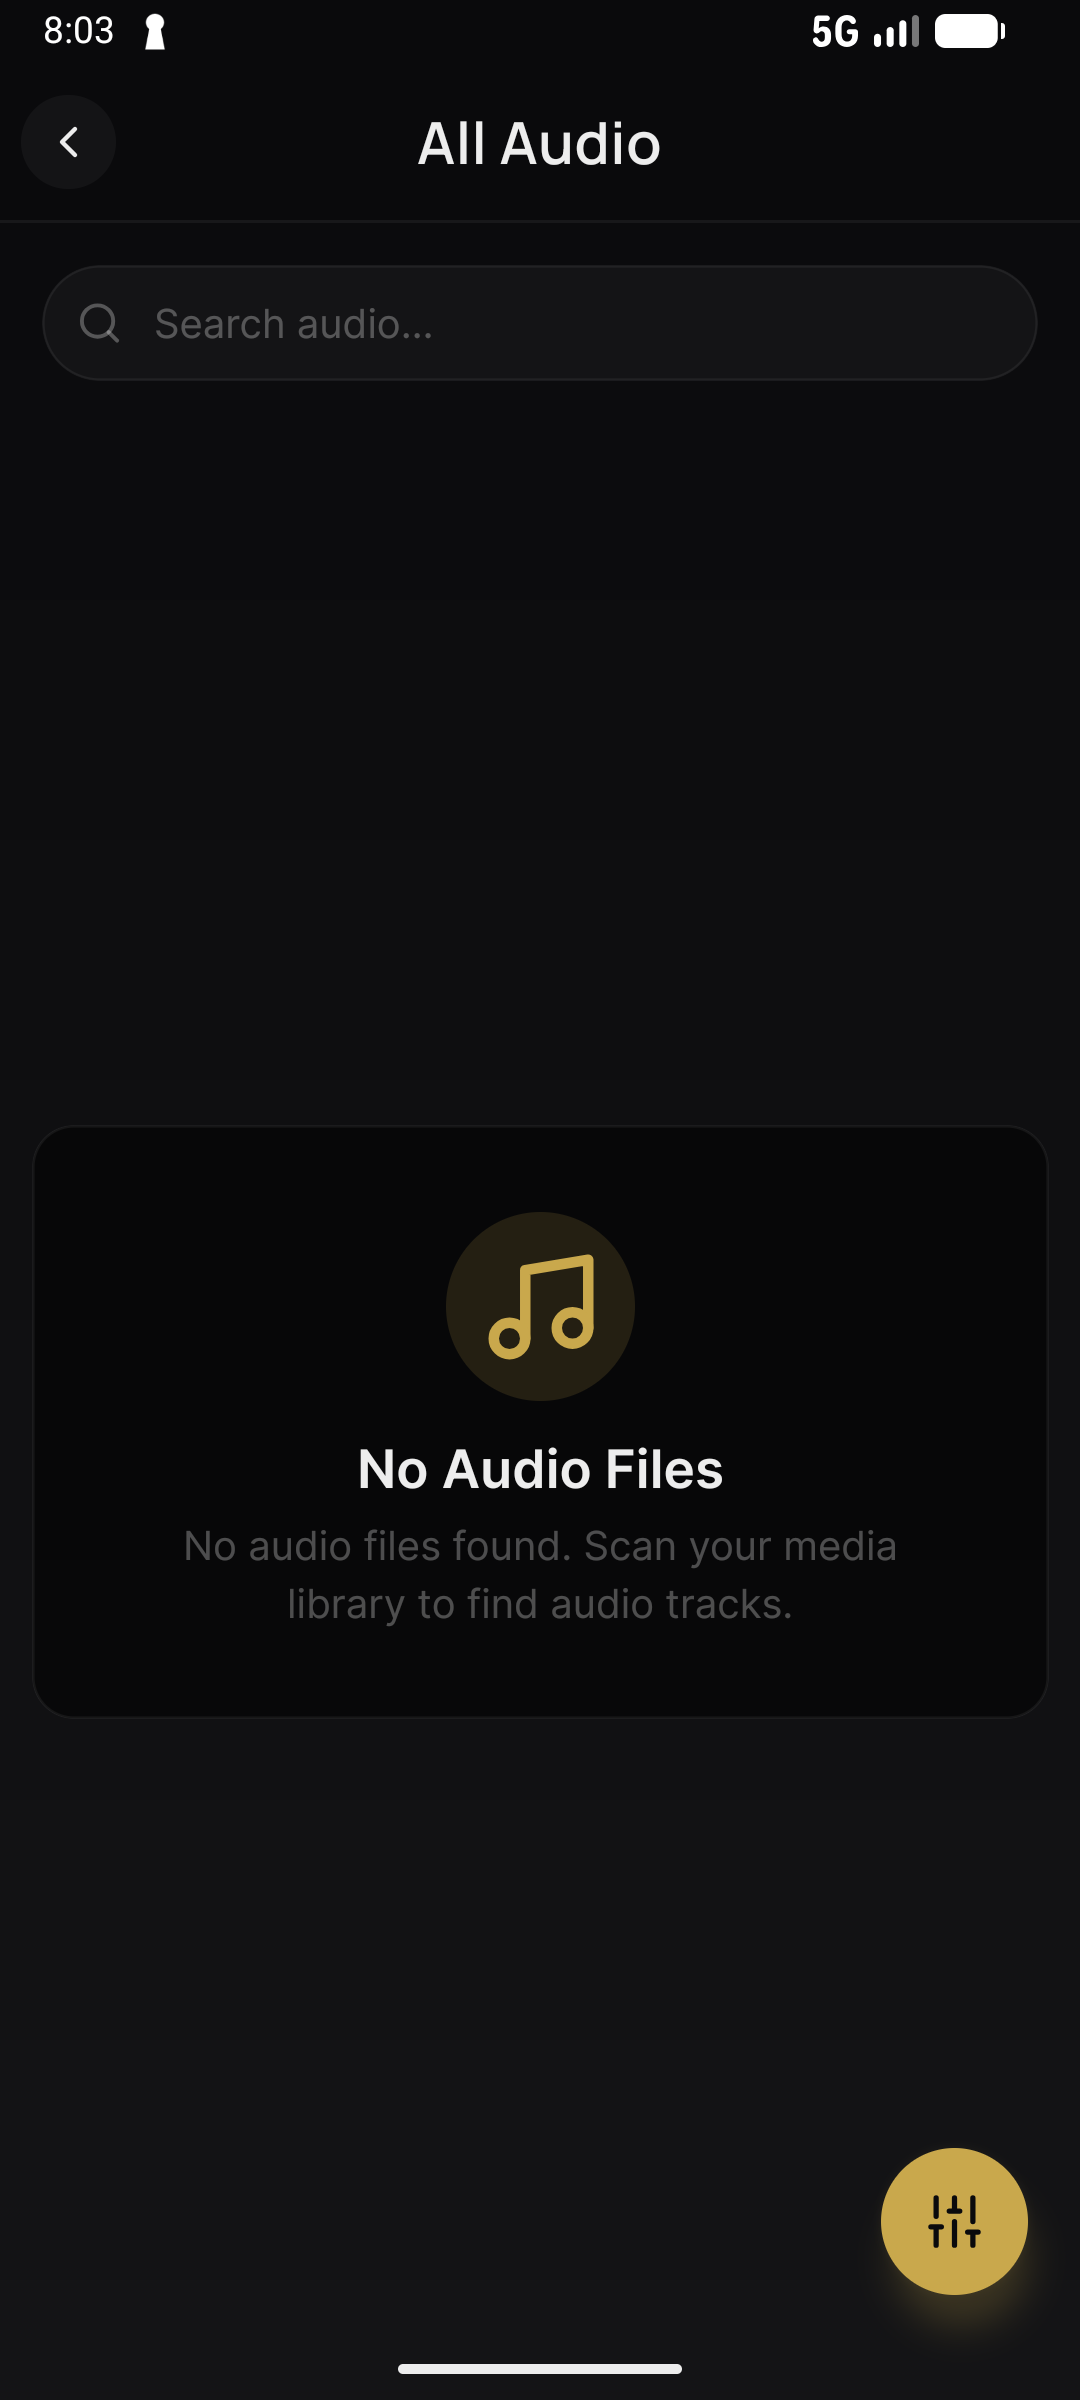 8:03
5G
All Audio
Search audio...
No Audio Files
No audio files found. Scan your media
library to find audio tracks.